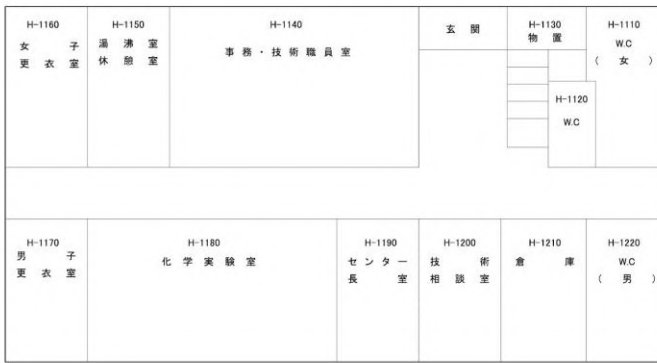 H-1160
女子
更衣室
H-1150
湯沸室
休憩室
H-1140
事務・技術職員室
玄関
H-1130
物置
H-1110
W.C
(女)
H-1120
W.C
H-1170
男子
更衣室
H-1180
化学実験室
H-1190
センター
長室
H-1200
技術
相談室
H-1210
倉庫
H-1220
W.C
(男)